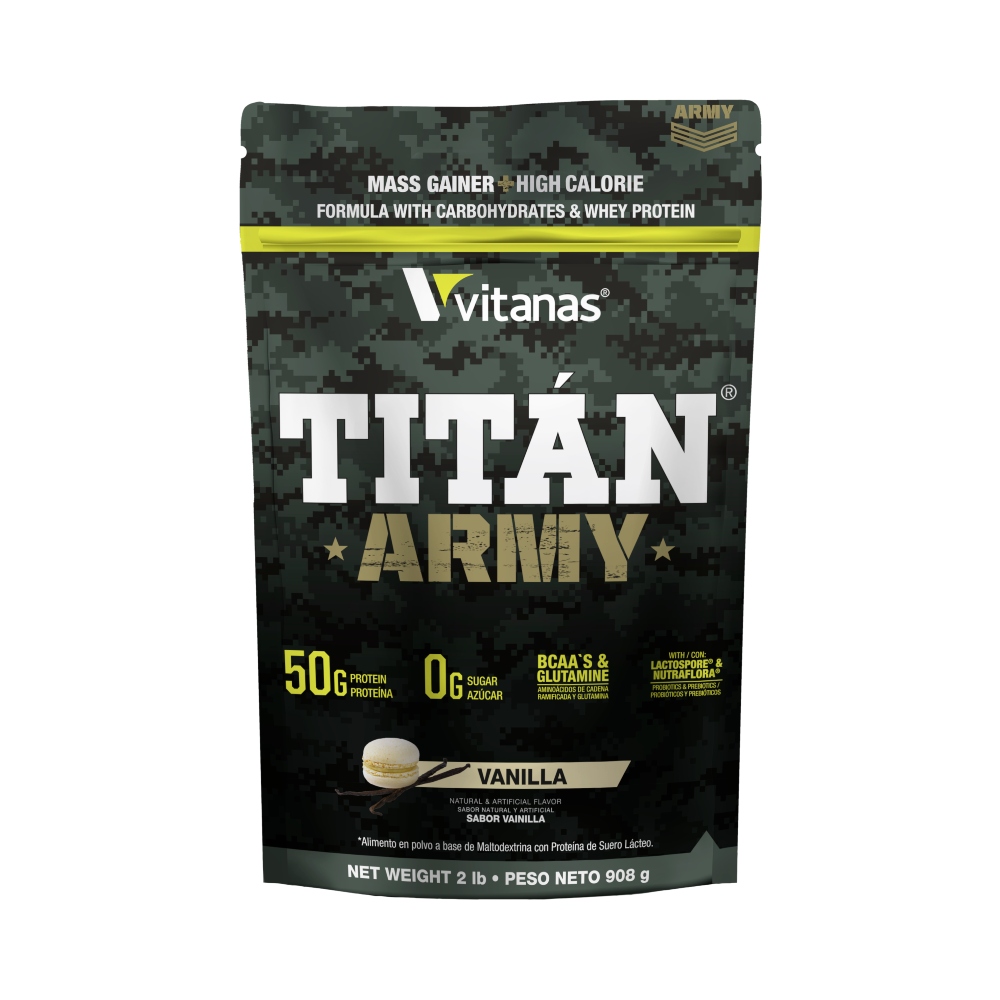 ARMY
MASS GAINER + HIGH CALORIE
FORMULA WITH CARBOHYDRATES & WHEY PROTEIN
vitanas®
TITÁN®
ARMY
50G PROTEIN
PROTEÍNA
0G SUGAR
AZÚCAR
BCAA`S &
GLUTAMINE
AMINOÁCIDOS DE CADENA
RAMIFICADA Y GLUTAMINA
WITH / CON:
LACTOSPORE® &
NUTRAFLORA®
PROBIOTICS & PREBIOTICS /
PROBIÓTICOS Y PREBIÓTICOS
VANILLA
NATURAL & ARTIFICIAL FLAVOR
SABOR NATURAL Y ARTIFICIAL
SABOR VAINILLA
*Alimento en polvo a base de Maltodextrina con Proteína de Suero Lácteo.
NET WEIGHT 2 lb • PESO NETO 908 g